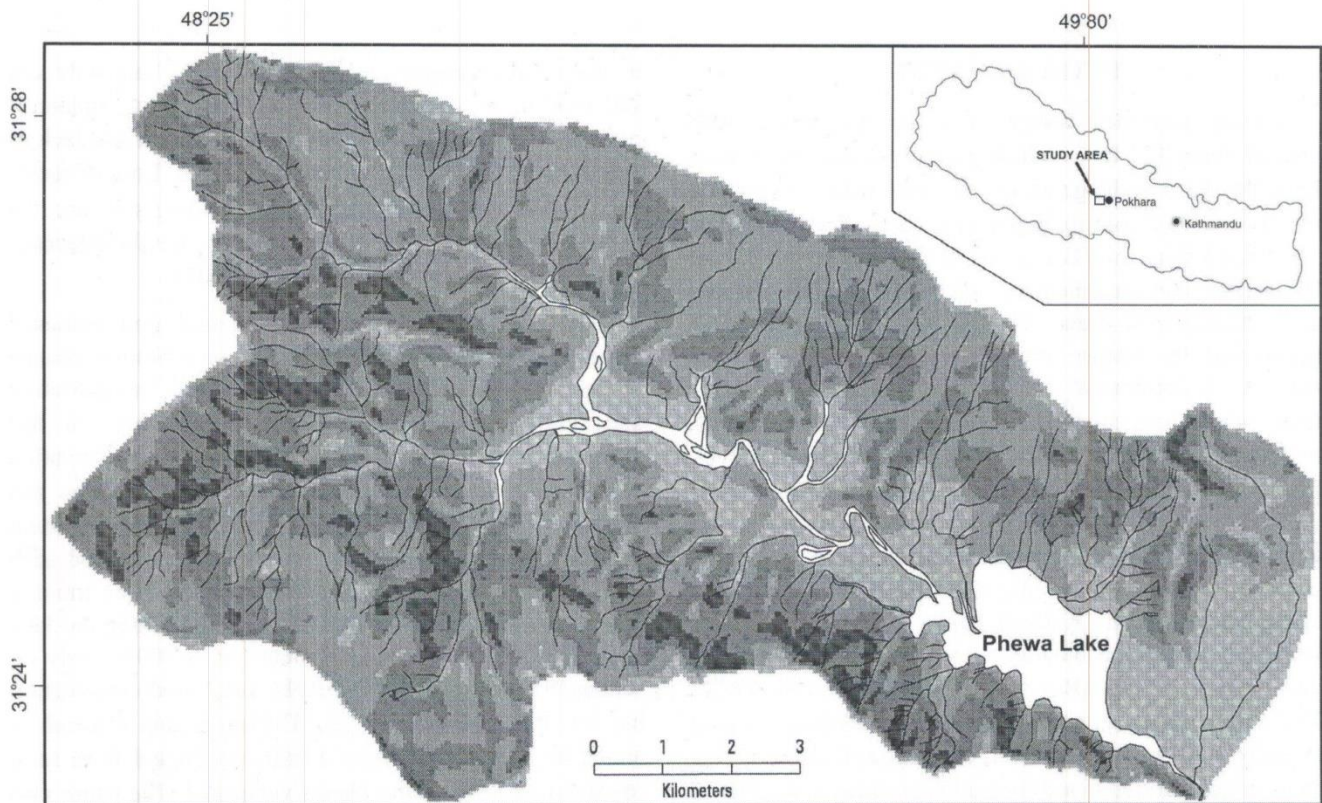 48°25' 49°80'
31°28'
STUDY AREA
Pokhara
Kathmandu
Phewa Lake
31°24'
0 1 2 3
Kilometers